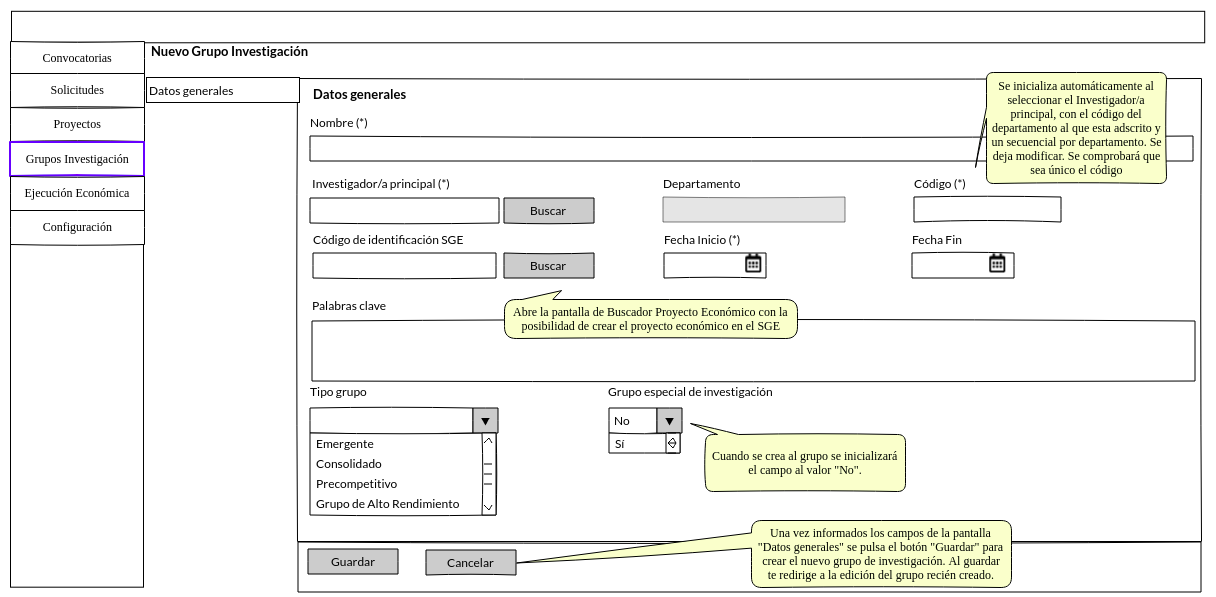 Nuevo Grupo Investigación
Convocatorias
Solicitudes
Proyectos
Grupos Investigación
Ejecución Económica
Configuración
Datos generales
Datos generales
Nombre (*)
Se inicializa automáticamente al
seleccionar el Investigador/a
principal, con el código del
departamento al que esta adscrito y
un secuencial por departamento. Se
deja modificar. Se comprobará que
sea único el código
Investigador/a principal (*)
Departamento
Código (*)
Buscar
Código de identificación SGE
Fecha Inicio (*)
Fecha Fin
Buscar
Palabras clave
Abre la pantalla de Buscador Proyecto Económico con la
posibilidad de crear el proyecto económico en el SGE
Tipo grupo
Grupo especial de investigación
No
Sí
Emergente
Consolidado
Precompetitivo
Grupo de Alto Rendimiento
Cuando se crea al grupo se inicializará
el campo al valor "No".
Una vez informados los campos de la pantalla
"Datos generales" se pulsa el botón "Guardar" para
crear el nuevo grupo de investigación. Al guardar
te redirige a la edición del grupo recién creado.
Guardar
Cancelar